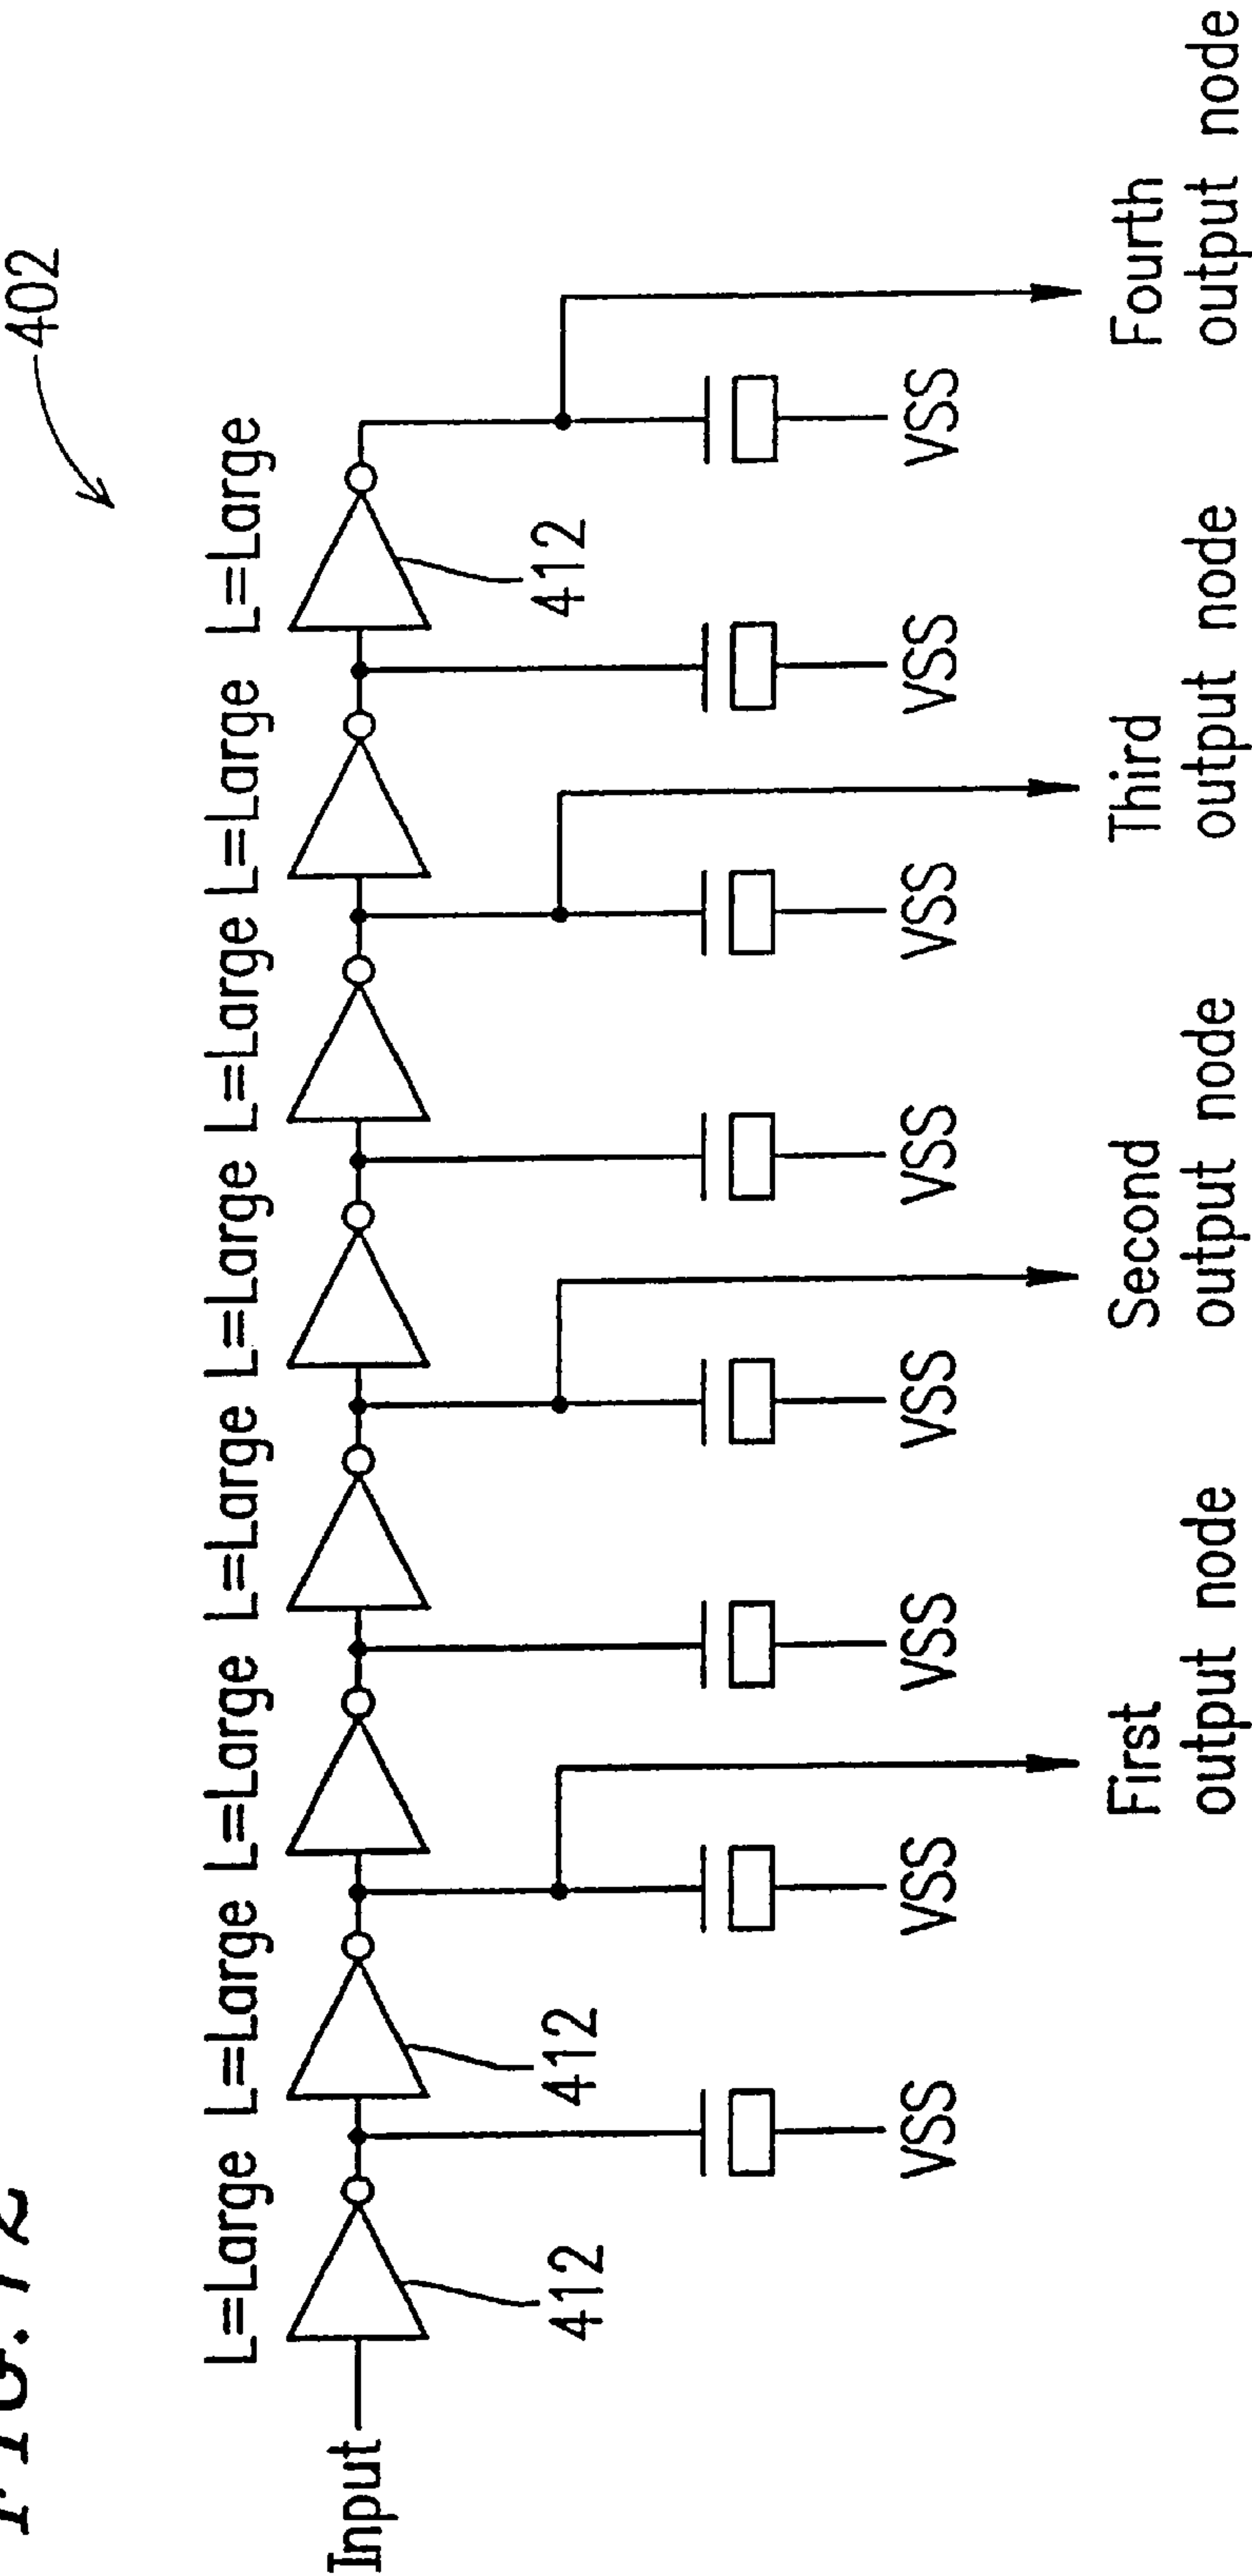 FIG. 12
402
L=Large L=Large L=Large L=Large L=Large L=Large L=Large L=Large
Input
412
412
412
VSS
VSS
VSS
VSS
VSS
VSS
VSS
VSS
First
output node
Second
output node
Third
output node
Fourth
output node